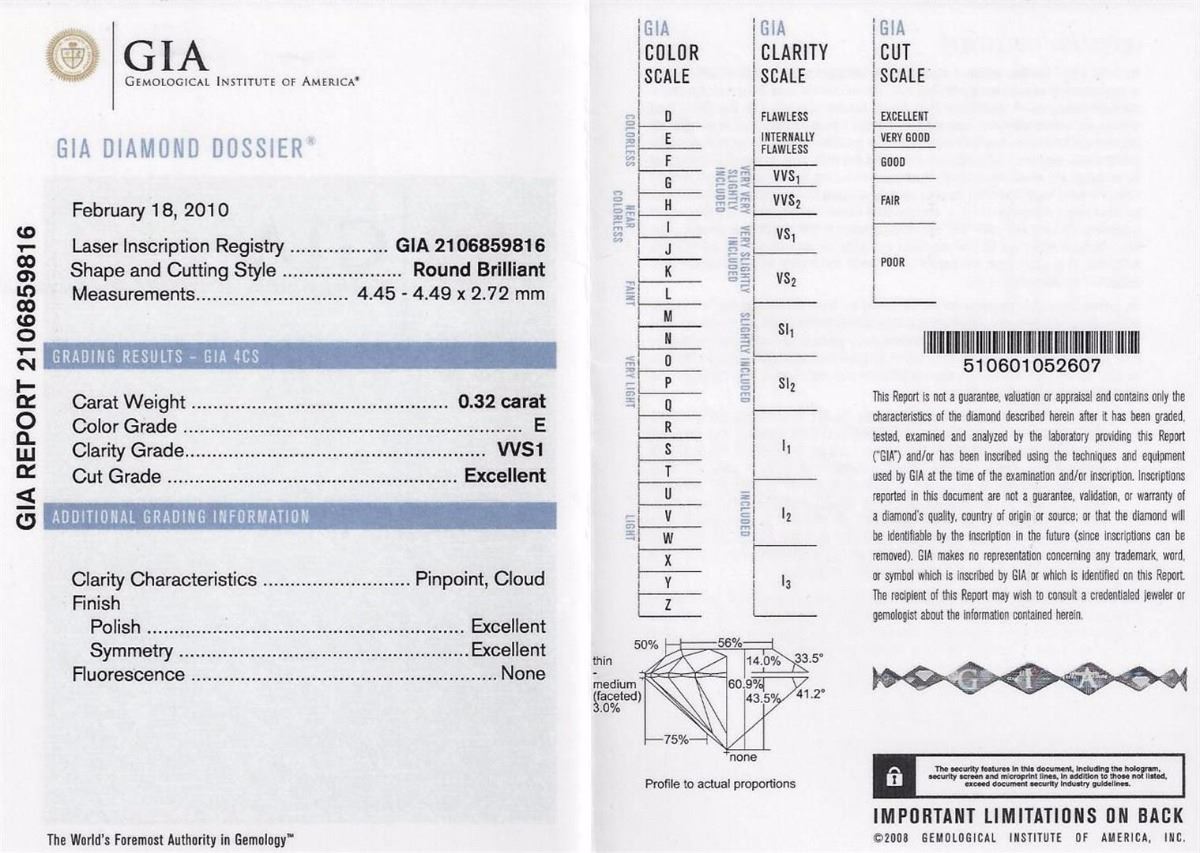 GIA REPORT 2106859816
GIA
GEMOLOGICAL INSTITUTE OF AMERICA®
GIA DIAMOND DOSSIER®
February 18, 2010
Laser Inscription Registry ................. GIA 2106859816
Shape and Cutting Style ..................... Round Brilliant
Measurements........................... 4.45 - 4.49 x 2.72 mm
GRADING RESULTS – GIA 4CS
Carat Weight ............................................. 0.32 carat
Color Grade ............................................................ E
Clarity Grade.................................................... VVS1
Cut Grade .................................................. Excellent
ADDITIONAL GRADING INFORMATION
Clarity Characteristics .......................... Pinpoint, Cloud
Finish
Polish ....................................................... Excellent
Symmetry .................................................. Excellent
Fluorescence ...................................................... None
The World's Foremost Authority in Gemology™
GIA
COLOR
SCALE
COLORLESS
NEAR
COLORLESS
FAINT
VERY LIGHT
LIGHT
D
E
F
G
H
I
J
K
L
M
N
O
P
Q
R
S
T
U
V
W
X
Y
Z
GIA
CLARITY
SCALE
FLAWLESS
INTERNALLY
FLAWLESS
VERY VERY
SLIGHTLY
INCLUDED
VVS1
VVS2
VERY SLIGHTLY
INCLUDED
VS1
VS2
SLIGHTLY INCLUDED
SI1
SI2
INCLUDED
I1
I2
I3
GIA
CUT
SCALE
EXCELLENT
VERY GOOD
GOOD
FAIR
POOR
50%
56%
thin
-
medium
(faceted)
3.0%
14.0%
33.5°
60.9%
43.5%
41.2°
75%
none
Profile to actual proportions
510601052607
This Report is not a guarantee, valuation or appraisal and contains only the
characteristics of the diamond described herein after it has been graded,
tested, examined and analyzed by the laboratory providing this Report
("GIA") and/or has been inscribed using the techniques and equipment
used by GIA at the time of the examination and/or inscription. Inscriptions
reported in this document are not a guarantee, validation, or warranty of
a diamond's quality, country of origin or source; or that the diamond will
be identifiable by the inscription in the future (since inscriptions can be
removed). GIA makes no representation concerning any trademark, word,
or symbol which is inscribed by GIA or which is identified on this Report.
The recipient of this Report may wish to consult a credentialed jeweler or
gemologist about the information contained herein.
G I A
The security features in this document, including the hologram,
security screen and microprint lines, in addition to those not listed,
exceed document security industry guidelines.
IMPORTANT LIMITATIONS ON BACK
©2008 GEMOLOGICAL INSTITUTE OF AMERICA, INC.